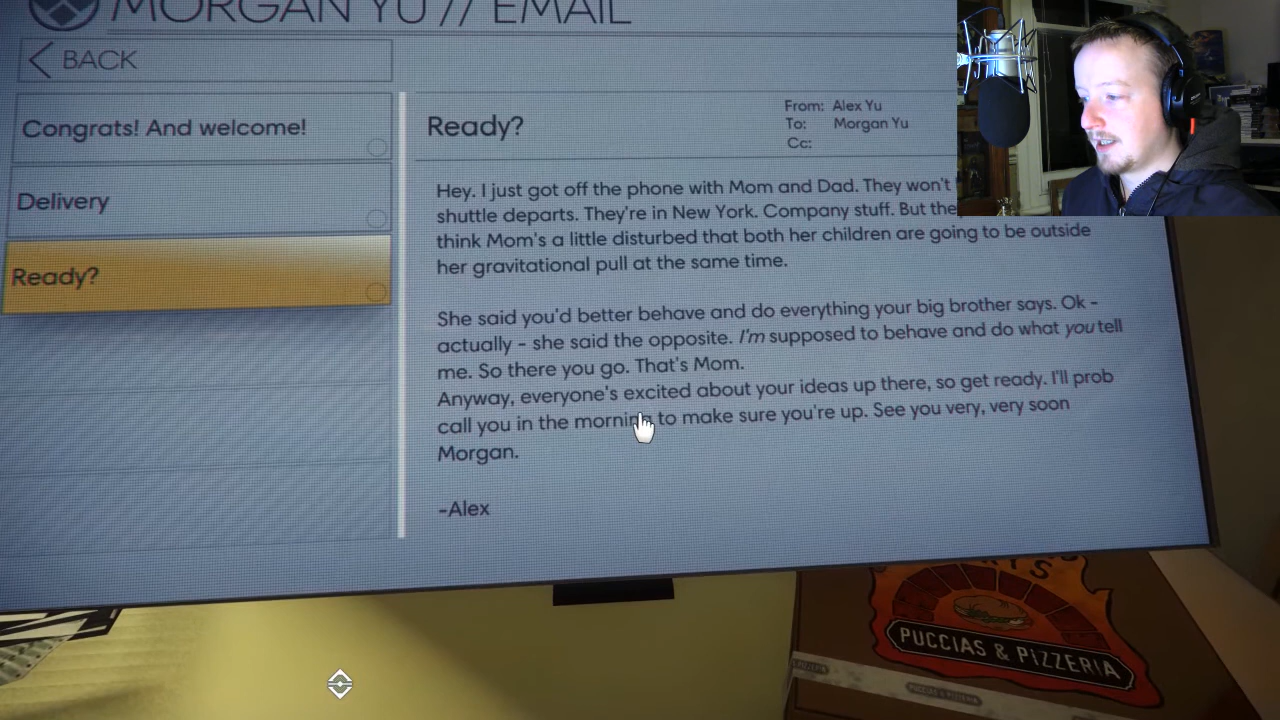 MORGAN YU // EMAIL
BACK
Congrats! And welcome!
Delivery
Ready?
Ready?
From: Alex Yu
To: Morgan Yu
Cc:
Hey. I just got off the phone with Mom and Dad. They won't
shuttle departs. They're in New York. Company stuff. But the
think Mom's a little disturbed that both her children are going to be outside
her gravitational pull at the same time.
She said you'd better behave and do everything your big brother says. Ok -
actually - she said the opposite. I'm supposed to behave and do what you tell
me. So there you go. That's Mom.
Anyway, everyone's excited about your ideas up there, so get ready. I'll prob
call you in the morning to make sure you're up. See you very, very soon
Morgan.
-Alex
PUCCIAS & PIZZERIA